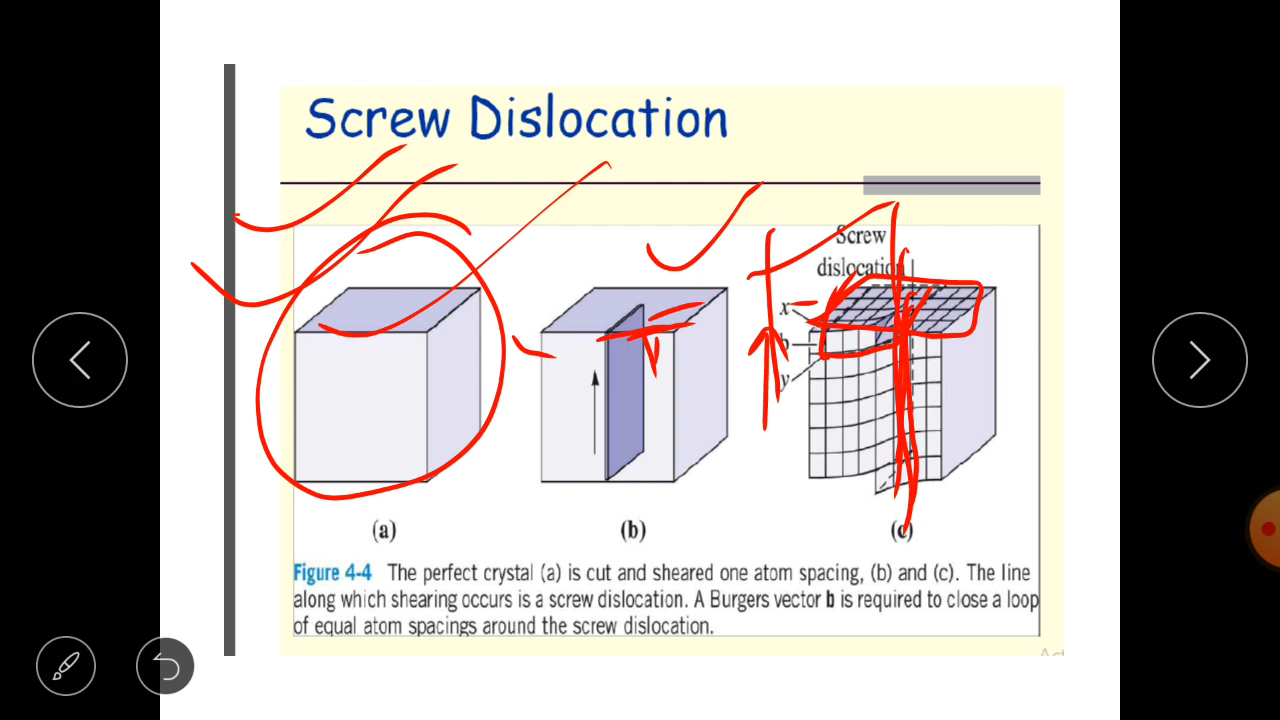 Screw Dislocation
Screw
dislocation
x
b
y
(a)
(b)
(c)
Figure 4-4 The perfect crystal (a) is cut and sheared one atom spacing, (b) and (c). The line
along which shearing occurs is a screw dislocation. A Burgers vector b is required to close a loop
of equal atom spacings around the screw dislocation.